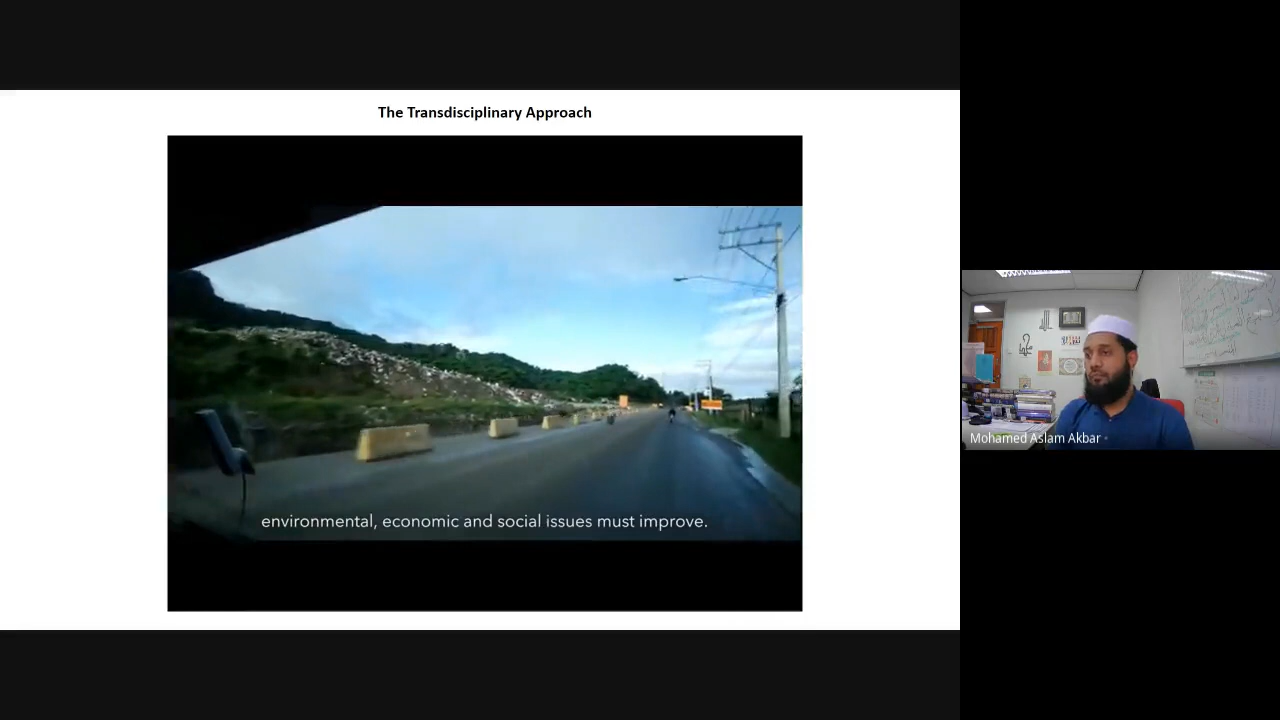 The Transdisciplinary Approach
environmental, economic and social issues must improve.
Mohamed Aslam Akbar